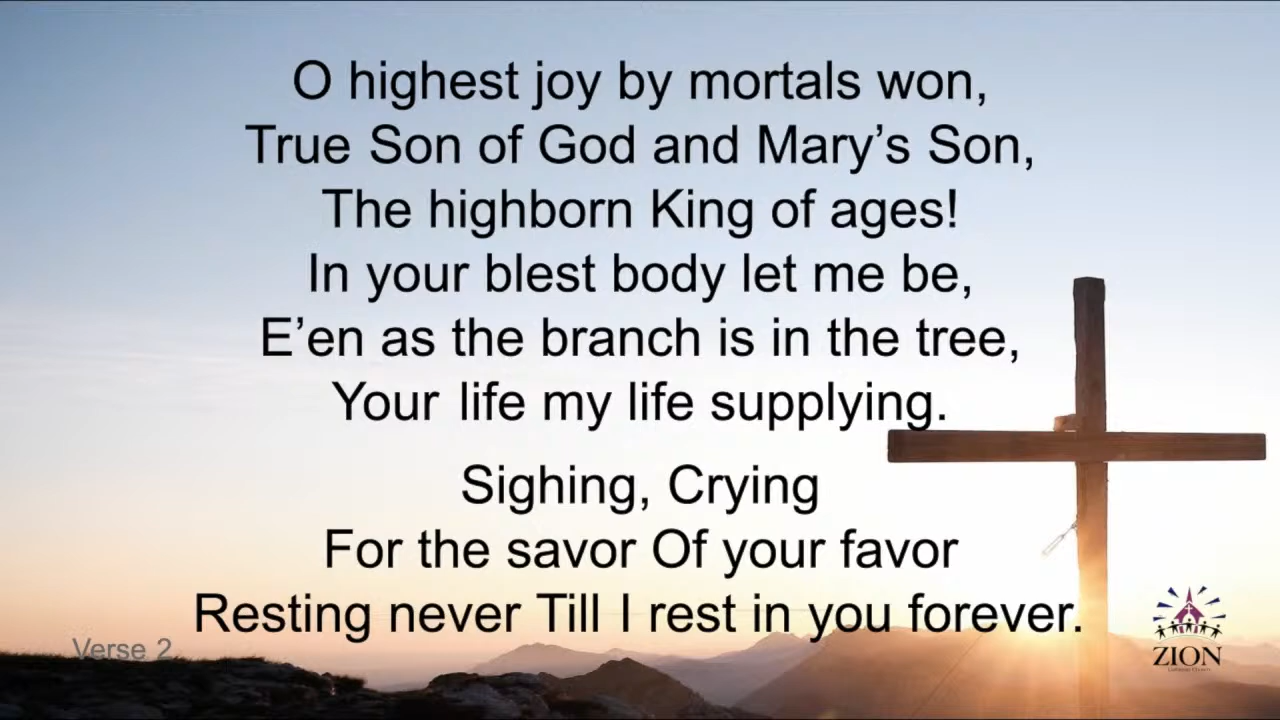 O highest joy by mortals won,
True Son of God and Mary’s Son,
The highborn King of ages!
In your blest body let me be,
E’en as the branch is in the tree,
Your life my life supplying.
Sighing, Crying
For the savor Of your favor
Resting never Till I rest in you forever.
Verse 2
ZION
Lutheran Church